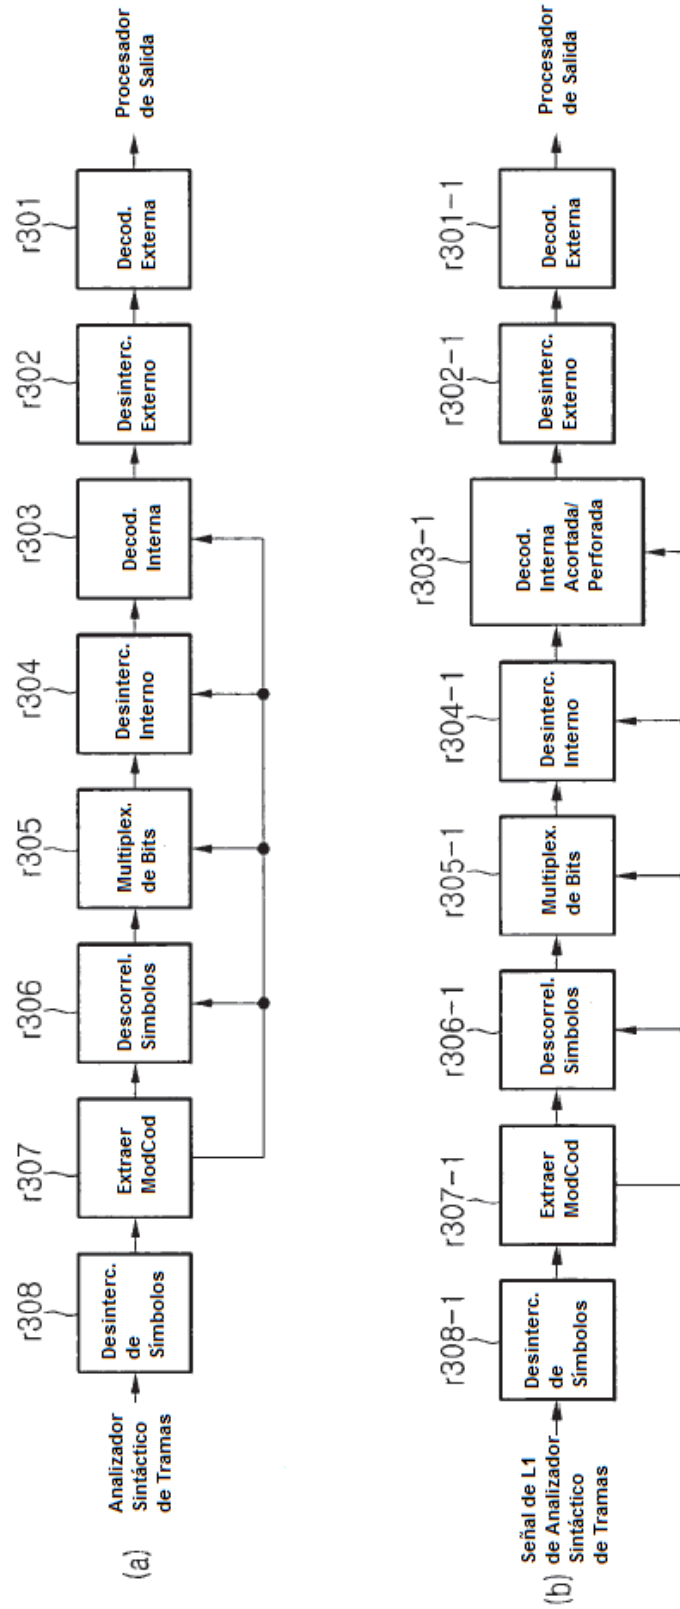 r308
r307
r306
r305
r304
r303
r302
r301
Analizador
Sintáctico
de Tramas
Desinterc.
de
Símbolos
Extraer
ModCod
Descorrel.
Símbolos
Multiplex.
de Bits
Desinterc.
Interno
Decod.
Interna
Desinterc.
Externo
Decod.
Externa
Procesador
de Salida
(a)
r308-1
r307-1
r306-1
r305-1
r304-1
r303-1
r302-1
r301-1
Señal de L1
de Analizador
Sintáctico
de Tramas
Desinterc.
de
Símbolos
Extraer
ModCod
Descorrel.
Símbolos
Multiplex.
de Bits
Desinterc.
Interno
Decod.
Interna
Acortada/
Perforada
Desinterc.
Externo
Decod.
Externa
Procesador
de Salida
(b)